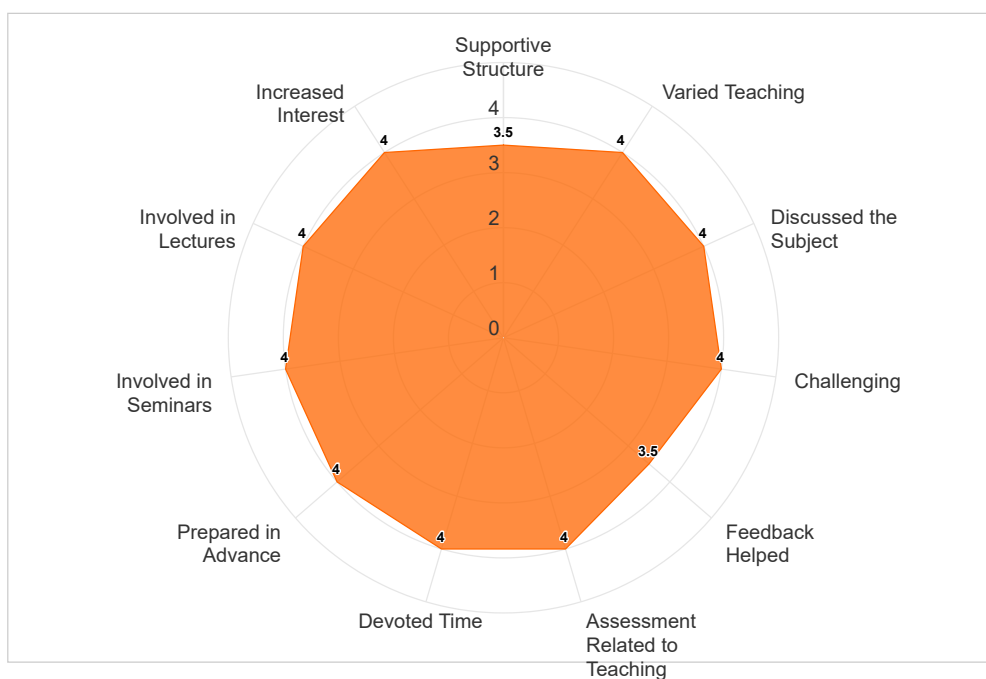 Supportive
Structure
Increased
Interest
Varied Teaching
4
3.5
4
4
3
Involved in
Lectures
4
2
4
Discussed the
Subject
1
0
Involved in
Seminars
4
4
Challenging
3.5
4
Prepared in
Advance
Feedback
Helped
4
4
Devoted Time
Assessment
Related to
Teaching